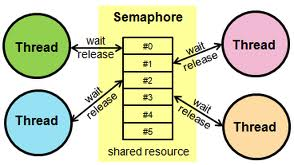 Semaphore
Thread
wait
release
#0
#1
#2
#3
#4
#5
wait
release
Thread
Thread
wait
release
wait
release
Thread
shared resource